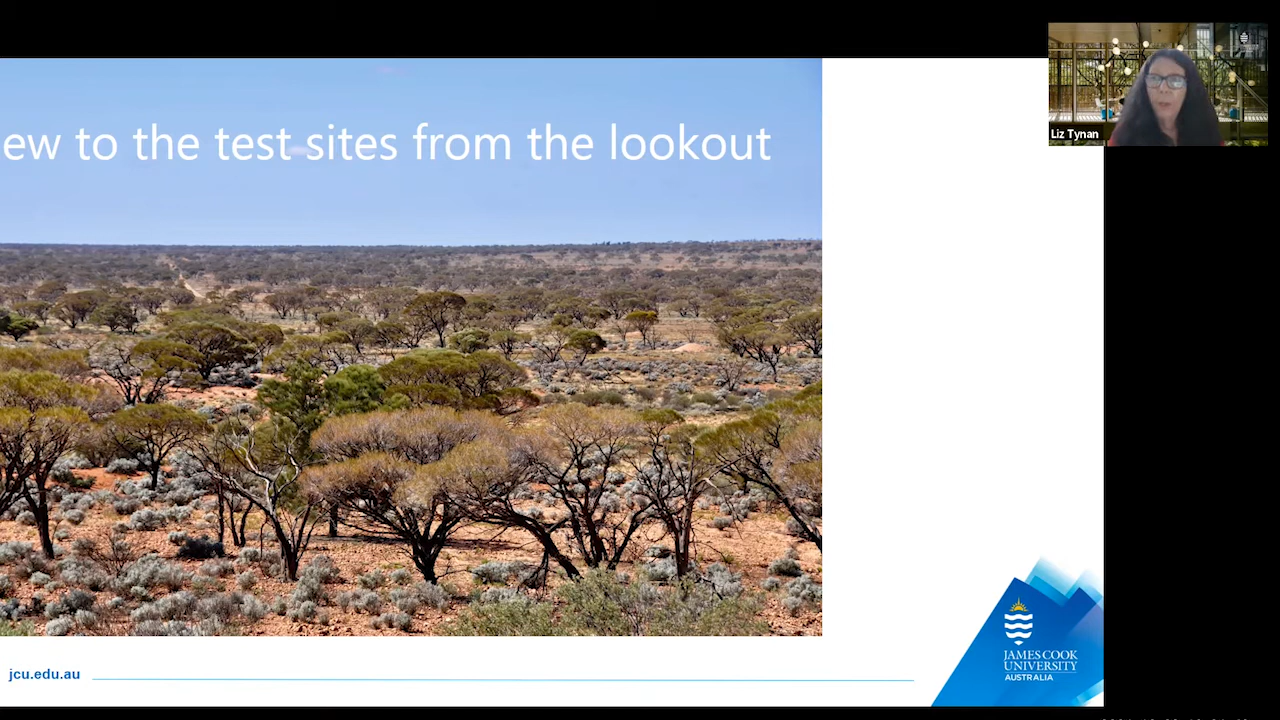 ew to the test sites from the lookout
Liz Tynan
jcu.edu.au
JAMES COOK
UNIVERSITY
AUSTRALIA